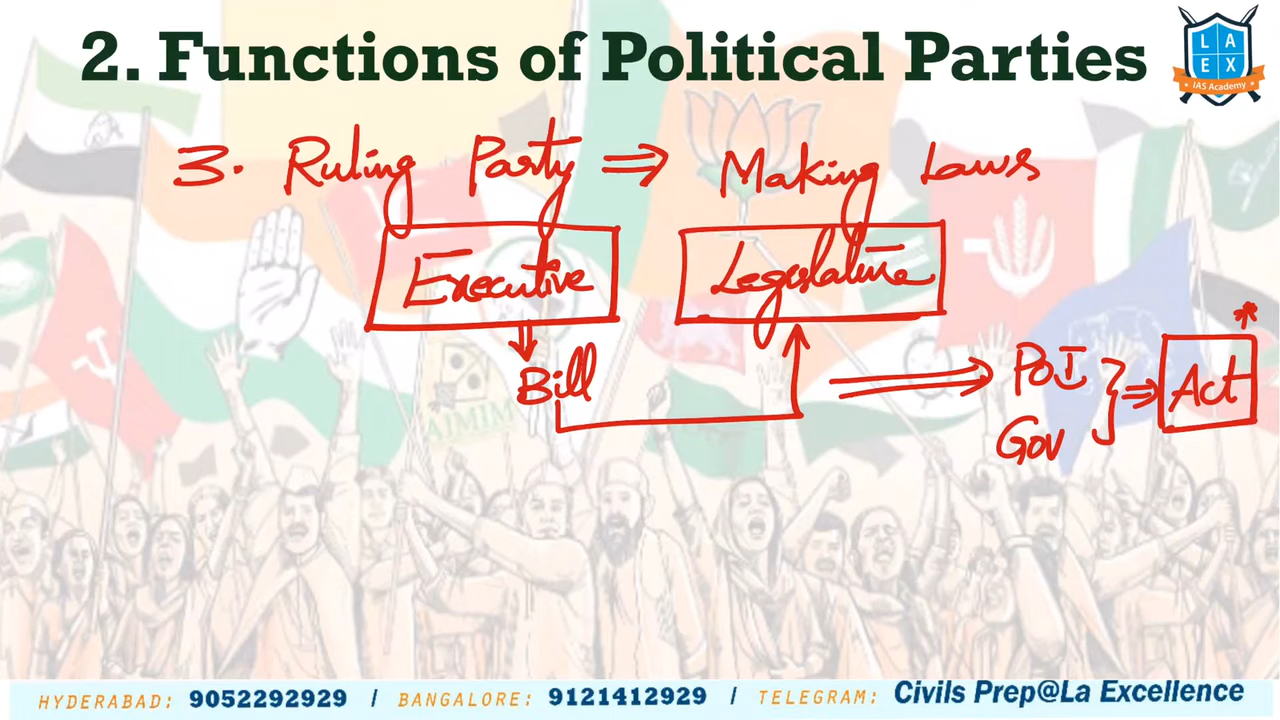 2. Functions of Political Parties
L A
E X
IAS Academy
3. Ruling Party ⇒ Making Laws
Executive
Legislature
*
Bill
PoI
Gov
} ⇒ Act
AJMIM
HYDERABAD: 9052292929 / BANGALORE: 9121412929 / TELEGRAM: Civils Prep@La Excellence